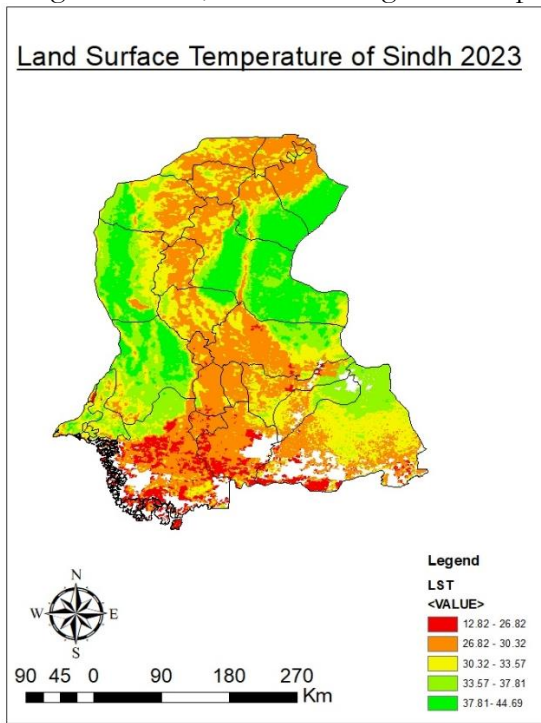 Land Surface Temperature of Sindh 2023
N
W E
S
90 45 0 90 180 270
Km
Legend
LST
<VALUE>
12.82 - 26.82
26.82 - 30.32
30.32 - 33.57
33.57 - 37.81
37.81 - 44.69